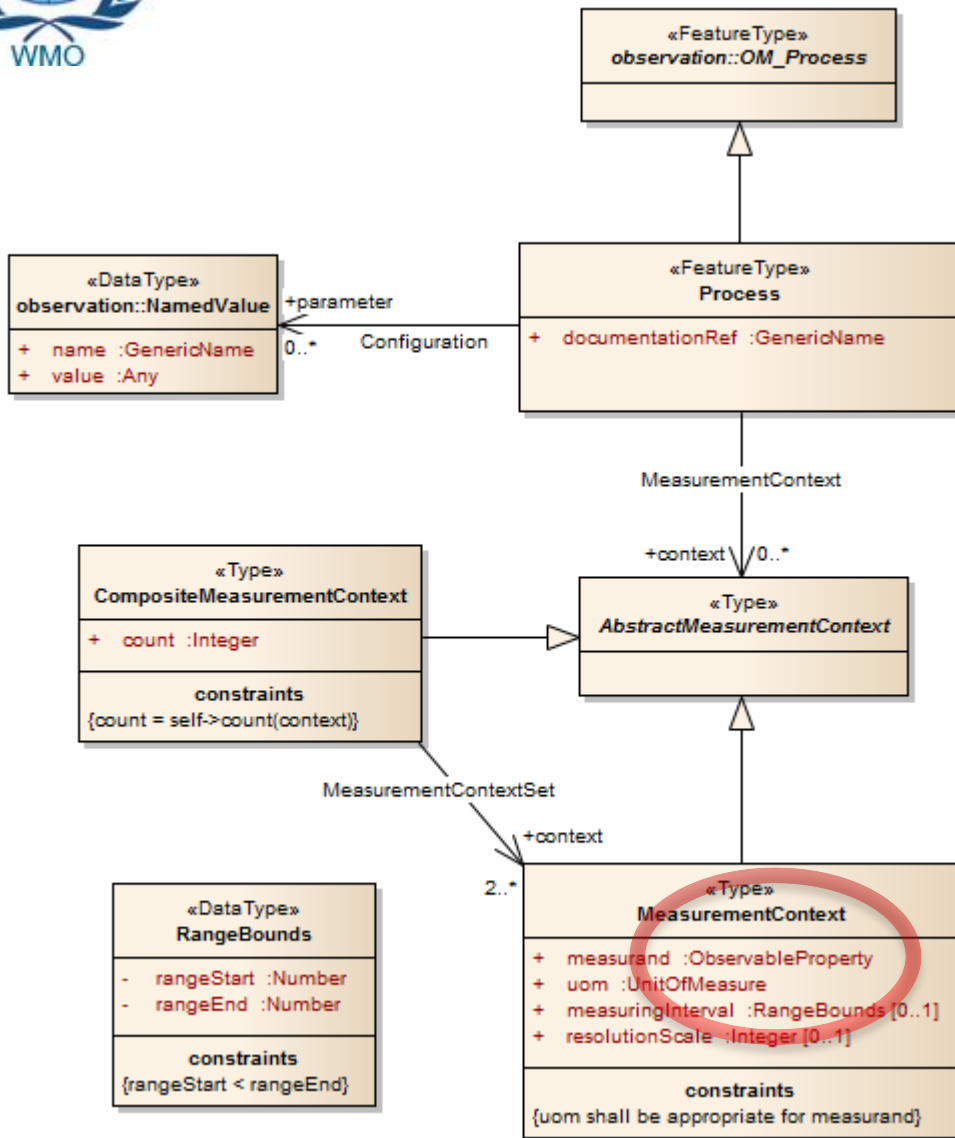 WMO
«FeatureType»
observation::OM_Process
«DataType»
observation::NamedValue
+ name :GenericName
+ value :Any
+parameter
0..*
Configuration
«FeatureType»
Process
+ documentationRef :GenericName
MeasurementContext
+context
0..*
«Type»
CompositeMeasurementContext
+ count :Integer
constraints
{count = self->count(context)}
«Type»
AbstractMeasurementContext
MeasurementContextSet
+context
2..*
«DataType»
RangeBounds
- rangeStart :Number
- rangeEnd :Number
constraints
{rangeStart < rangeEnd}
«Type»
MeasurementContext
+ measurand :ObservableProperty
+ uom :UnitOfMeasure
+ measuringInterval :RangeBounds [0..1]
+ resolutionScale :Integer [0..1]
constraints
{uom shall be appropriate for measurand}